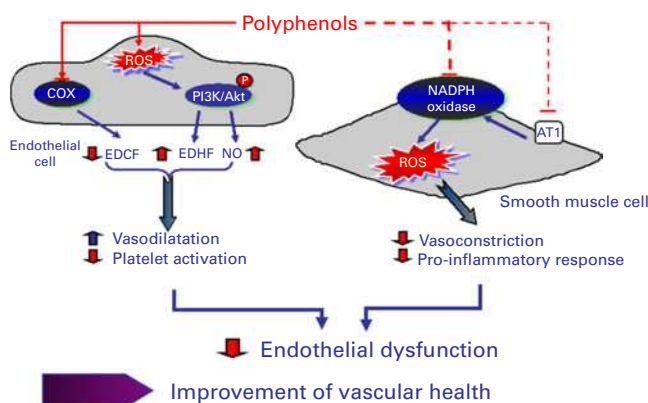 Polyphenols
ROS
COX
PI3K/Akt
P
Endothelial cell
EDCF
EDHF
NO
Vasodilatation
Platelet activation
NADPH
oxidase
AT1
ROS
Smooth muscle cell
Vasoconstriction
Pro-inflammatory response
Endothelial dysfunction
Improvement of vascular health